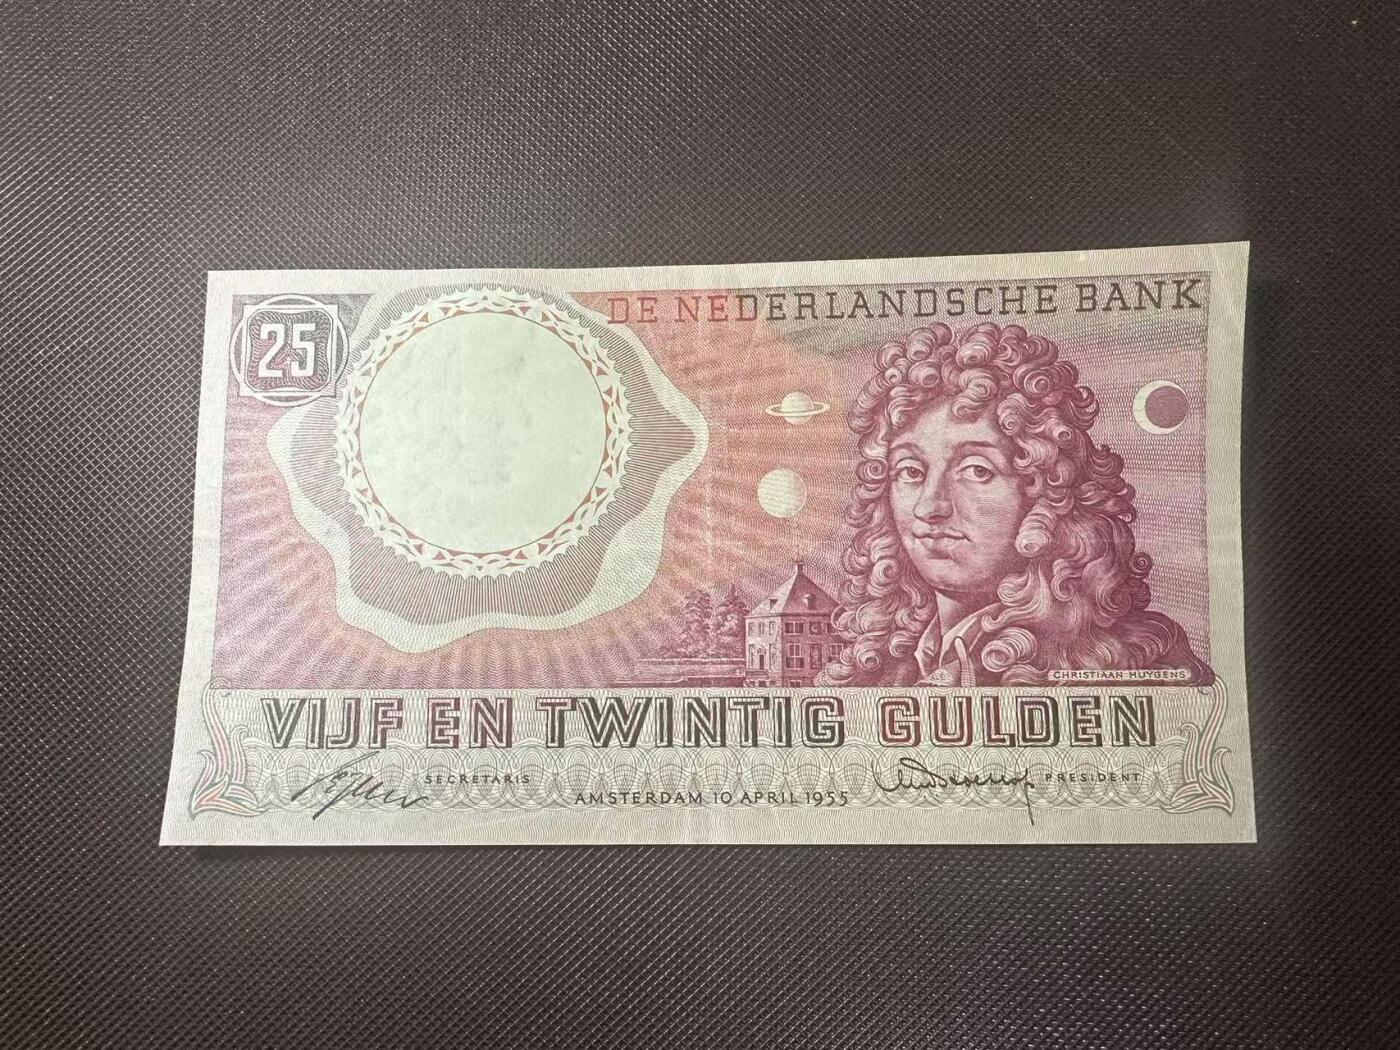 25
DE NEDERLANDSCHE BANK
CHRISTIAAN HUYGENS
VIJF EN TWINTIG GULDEN
SECRETARIS
AMSTERDAM 10 APRIL 1955
PRESIDENT